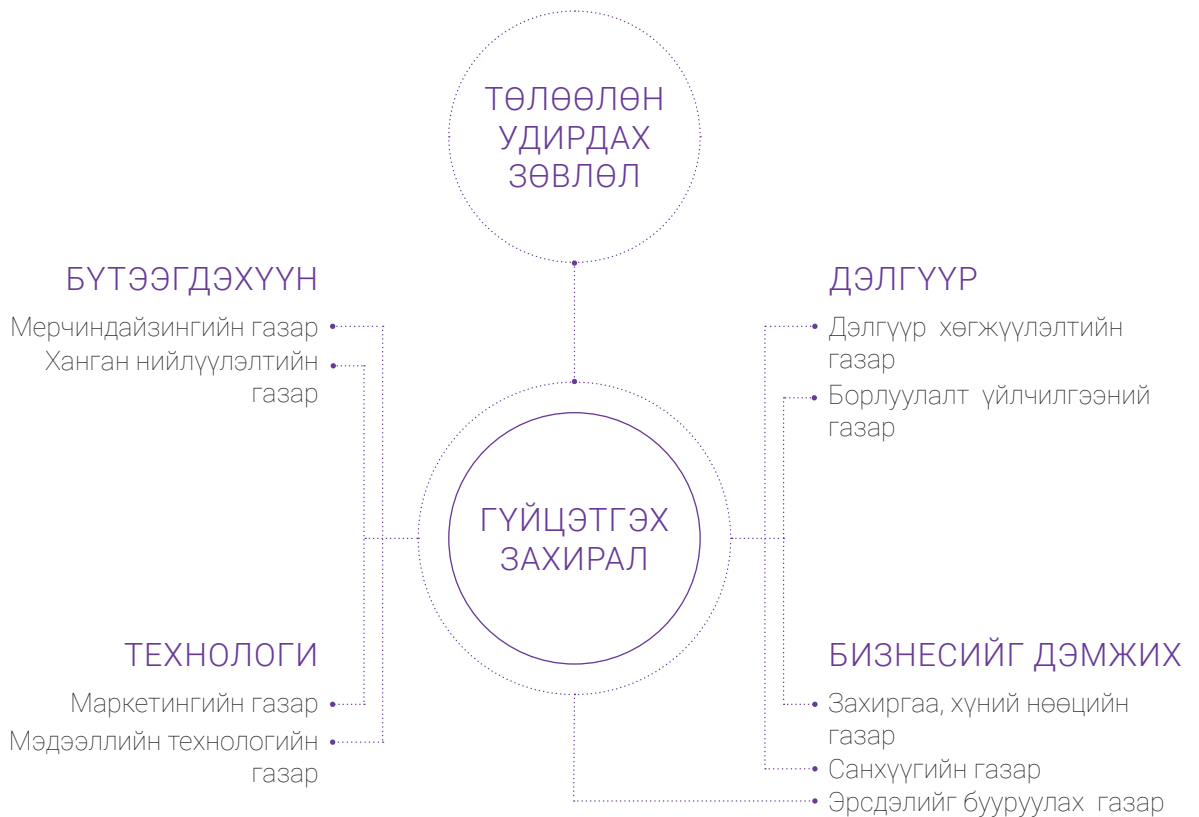 ТӨЛӨӨЛӨН
УДИРДАХ
ЗӨВЛӨЛ
БҮТЭЭГДЭХҮҮН
Мерчиндайзингийн газар
Ханган нийлүүлэлтийн
газар
ДЭЛГҮҮР
Дэлгүүр хөгжүүлэлтийн
газар
Борлуулалт үйлчилгээний
газар
ГҮЙЦЭТГЭХ
ЗАХИРАЛ
ТЕХНОЛОГИ
Маркетингийн газар
Мэдээллийн технологийн
газар
БИЗНЕСИЙГ ДЭМЖИХ
Захиргаа, хүний нөөцийн
газар
Санхүүгийн газар
Эрсдэлийг бууруулах газар